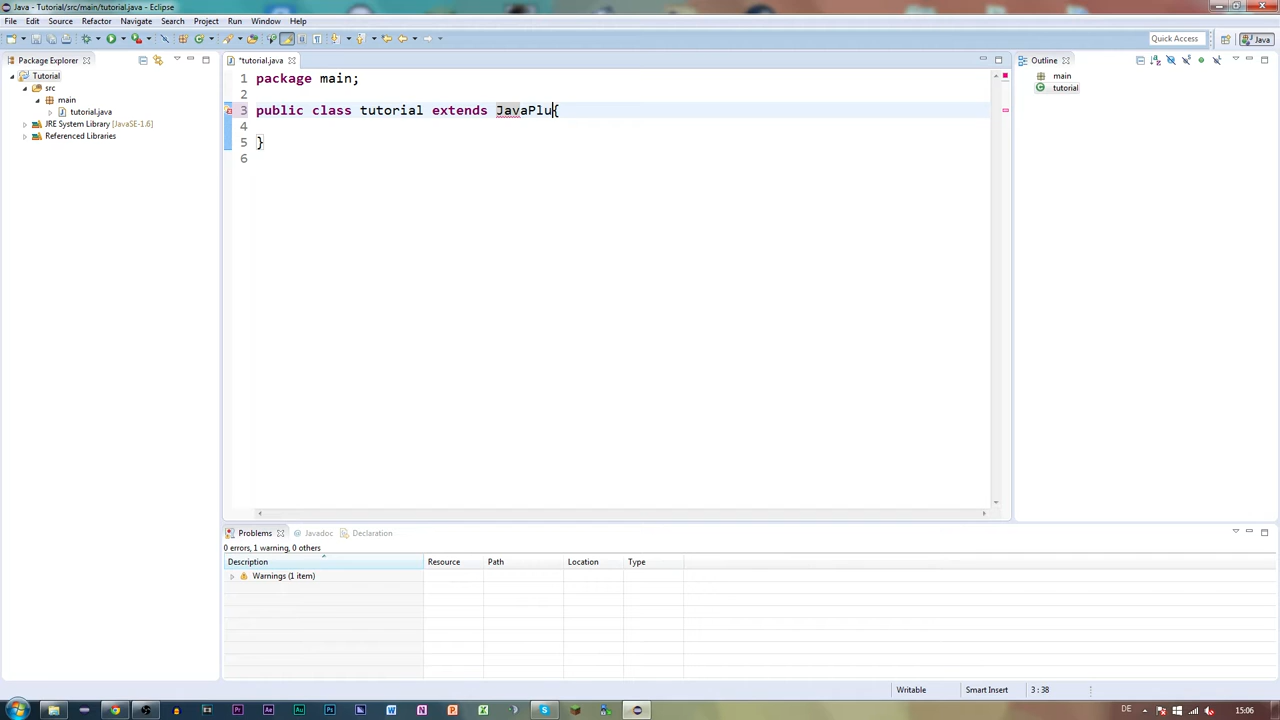 Java - Tutorial/src/main/tutorial.java - Eclipse
File Edit Source Refactor Navigate Search Project Run Window Help
Quick Access Java
Package Explorer
*tutorial.java
Outline
Tutorial
src
main
tutorial.java
JRE System Library [JavaSE-1.6]
Referenced Libraries
1 package main;
2
3 public class tutorial extends JavaPlu{
4
5 }
6
main
tutorial
Problems @ Javadoc Declaration
0 errors, 1 warning, 0 others
Description Resource Path Location Type
Warnings (1 item)
Writable Smart Insert 3 : 38
Pr Ae Au Ps W N P X S DE 15:06